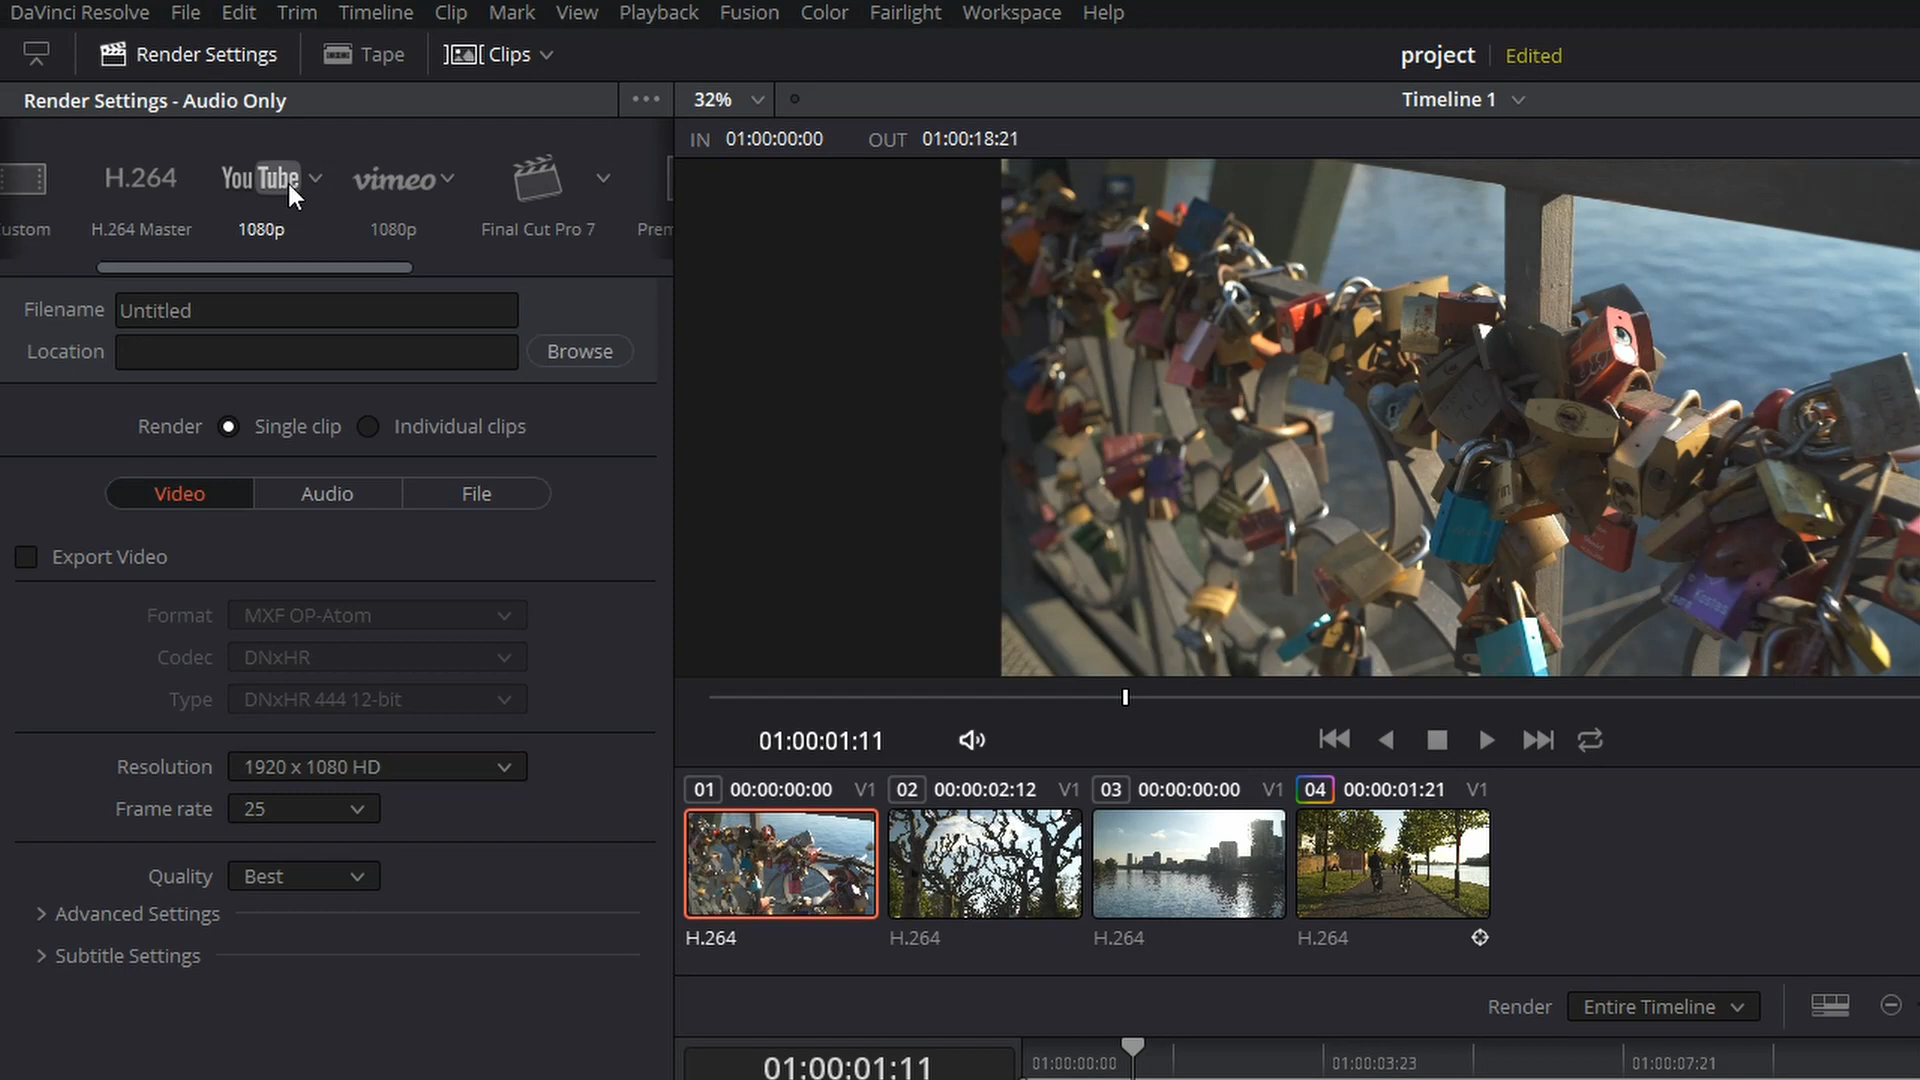 DaVinci Resolve File Edit Trim Timeline Clip Mark View Playback Fusion Color Fairlight Workspace Help
Render Settings Tape Clips project Edited
Render Settings - Audio Only 32% Timeline 1
IN 01:00:00:00 OUT 01:00:18:21
H.264 YouTube vimeo
ustom H.264 Master 1080p 1080p Final Cut Pro 7 Prem
Filename Untitled
Location Browse
Render Single clip Individual clips
Video Audio File
Export Video
Format MXF OP-Atom
Codec DNxHR
Type DNxHR 444 12-bit
Resolution 1920 x 1080 HD
Frame rate 25
Quality Best
Advanced Settings
Subtitle Settings
Kostas
01:00:01:11
01 00:00:00:00 V1 02 00:00:02:12 V1 03 00:00:00:00 V1 04 00:00:01:21 V1
H.264 H.264 H.264 H.264
Render Entire Timeline
01:00:01:11 01:00:00:00 01:00:03:23 01:00:07:21